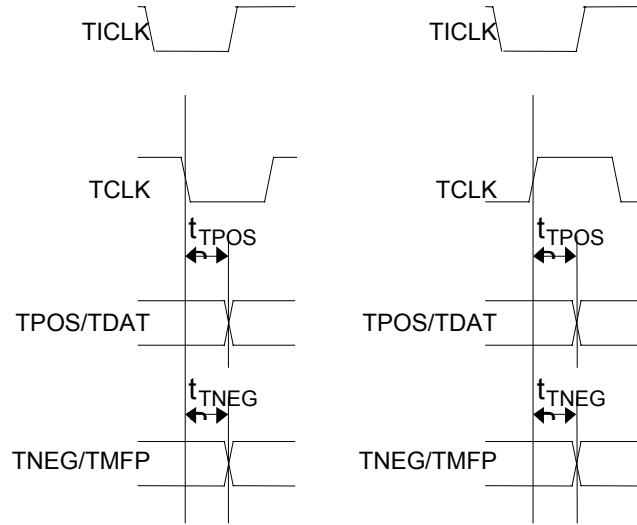 TICLK TICLK
TCLK TCLK
tTPOS tTPOS
TPOS/TDAT TPOS/TDAT
tTNEG tTNEG
TNEG/TMFP TNEG/TMFP